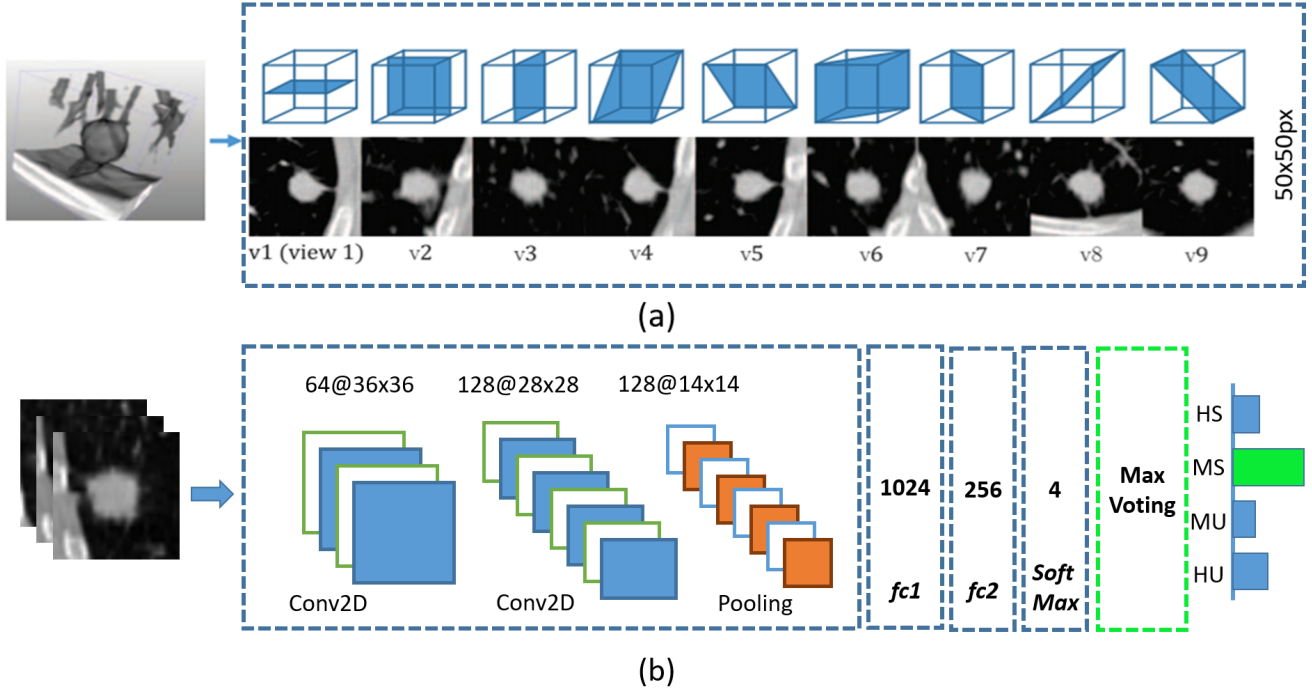 50x50px
v1 (view 1) v2 v3 v4 v5 v6 v7 v8 v9
(a)
64@36x36 128@28x28 128@14x14
HS
MS
1024 256 4 Max Voting
MU
HU
fc1 fc2 Soft Max
Conv2D Conv2D Pooling
(b)